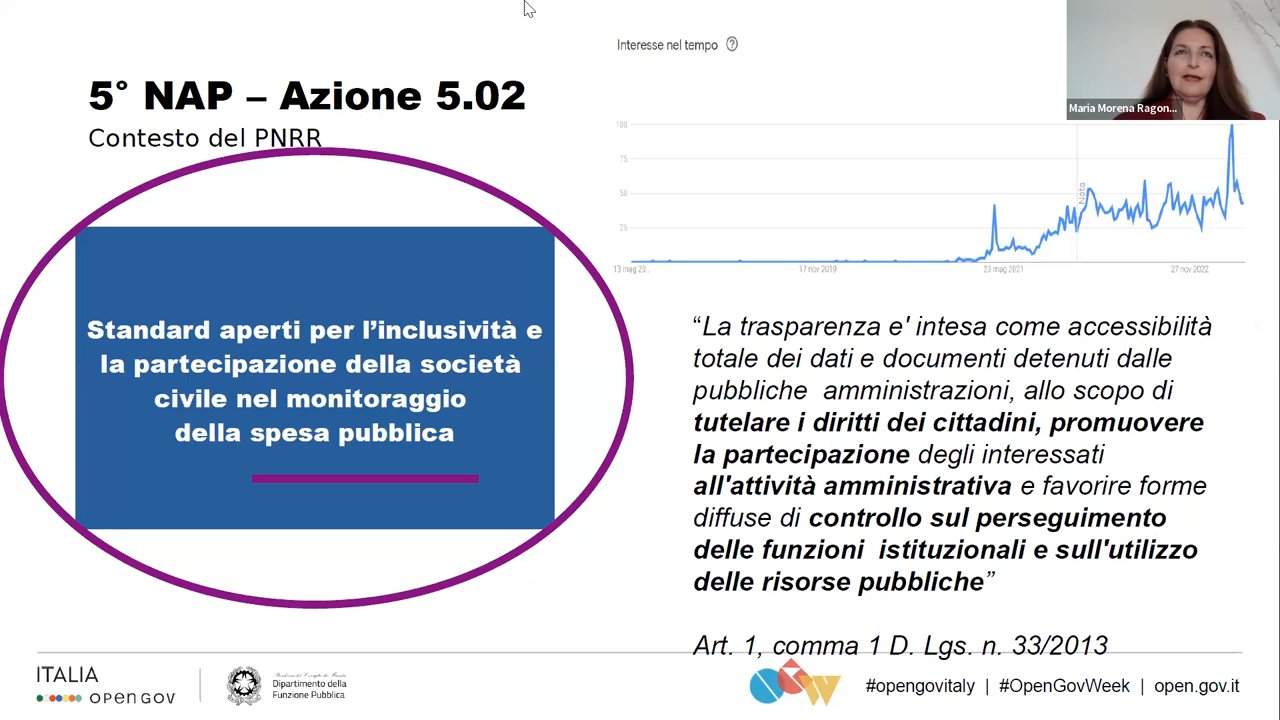 5° NAP – Azione 5.02
Contesto del PNRR
Standard aperti per l’inclusività e
la partecipazione della società
civile nel monitoraggio
della spesa pubblica
Interesse nel tempo ?
100
75
50
25
Nota
13 mag 20...
17 nov 2019
23 mag 2021
27 nov 2022
Maria Morena Ragon...
“La trasparenza e' intesa come accessibilità
totale dei dati e documenti detenuti dalle
pubbliche amministrazioni, allo scopo di
tutelare i diritti dei cittadini, promuovere
la partecipazione degli interessati
all'attività amministrativa e favorire forme
diffuse di controllo sul perseguimento
delle funzioni istituzionali e sull'utilizzo
delle risorse pubbliche”
Art. 1, comma 1 D. Lgs. n. 33/2013
ITALIA
open gov
Dipartimento della
Funzione Pubblica
OGW
#opengovitaly | #OpenGovWeek | open.gov.it